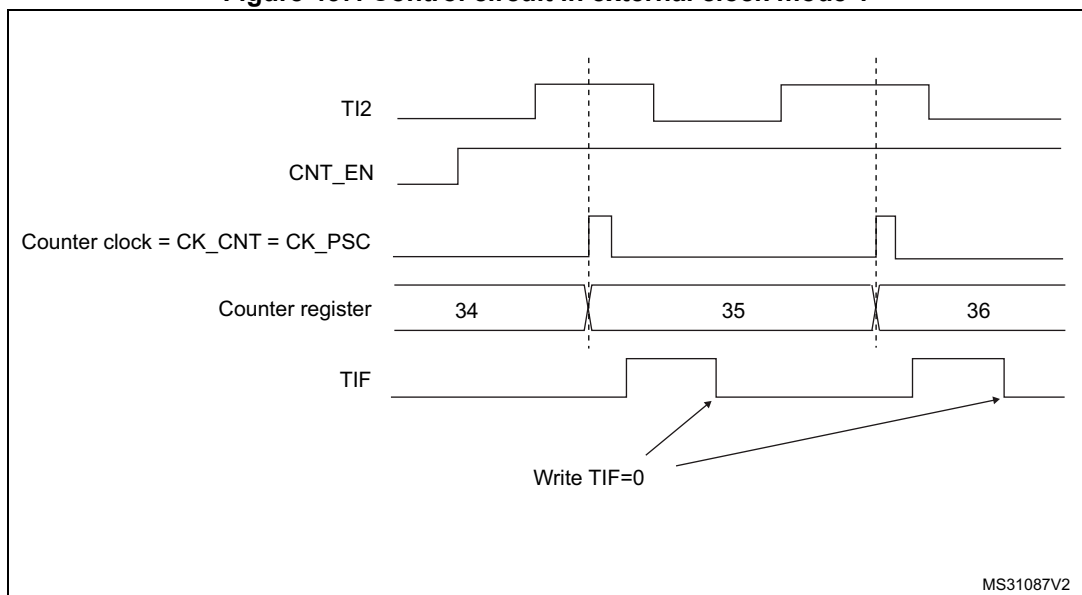 TI2
CNT_EN
Counter clock = CK_CNT = CK_PSC
Counter register 34 35 36
TIF
Write TIF=0
MS31087V2